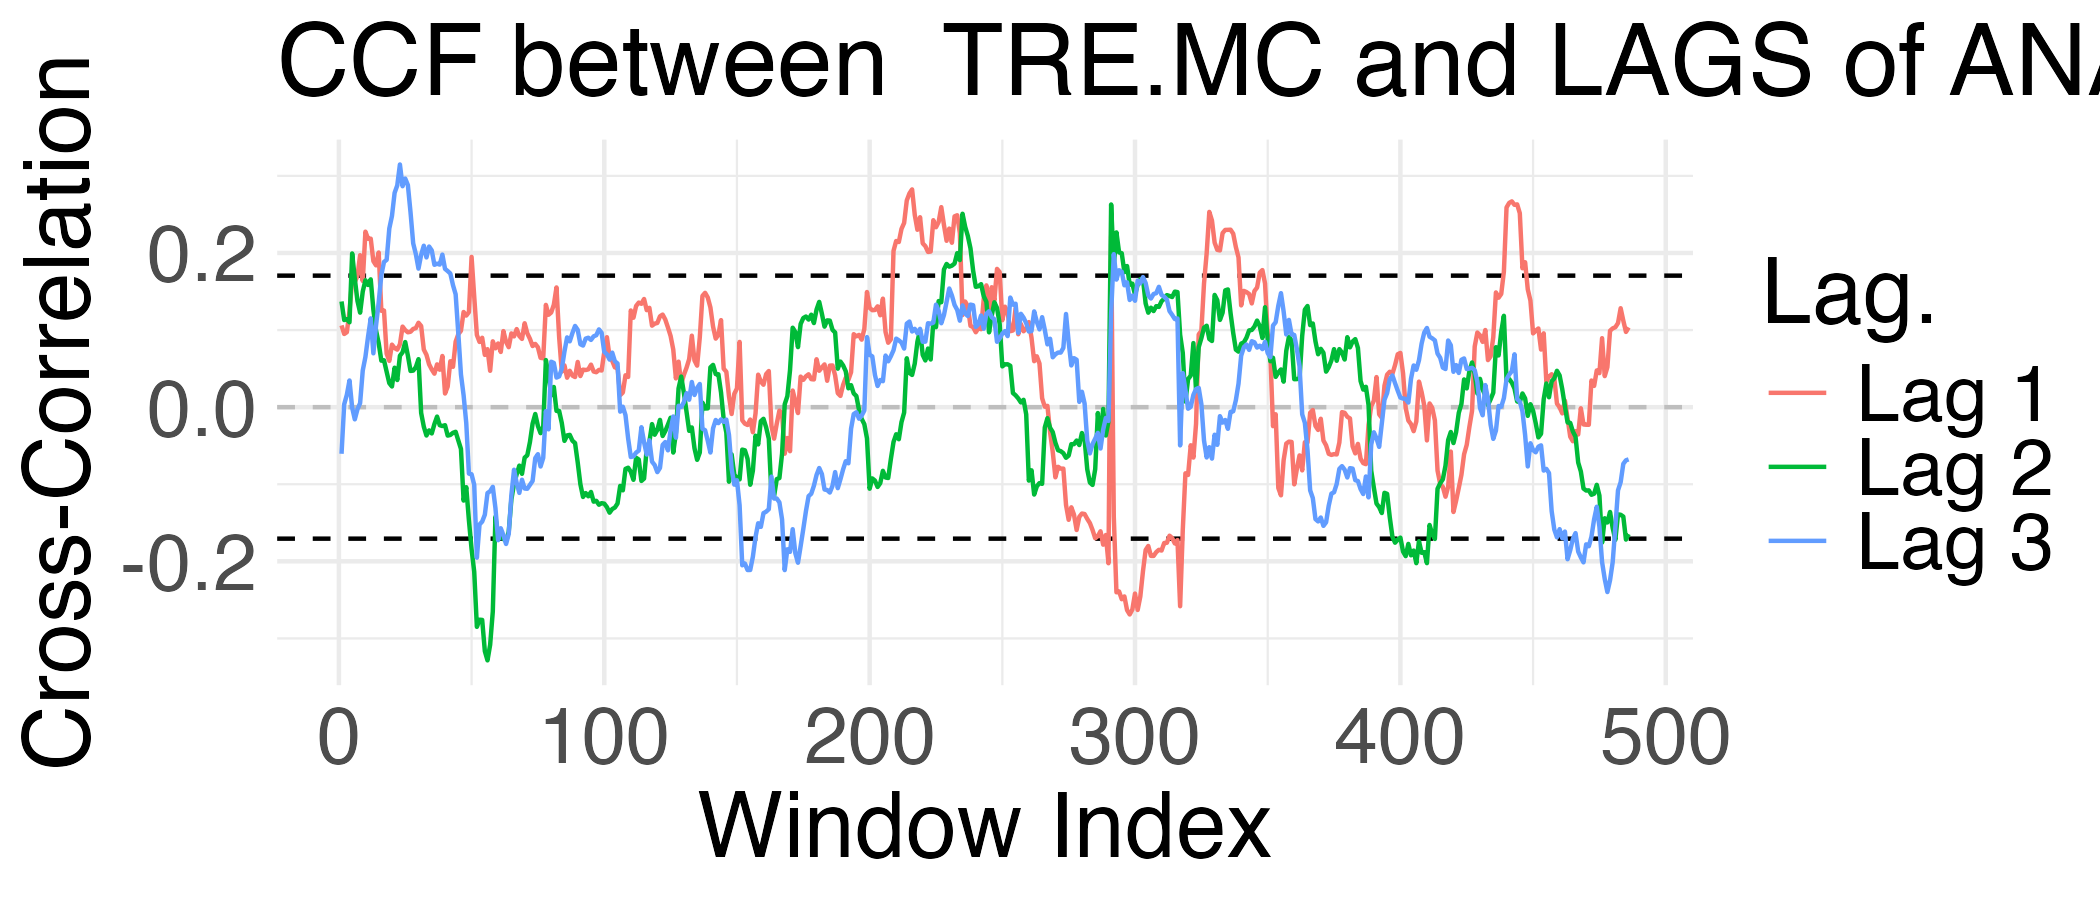 CCF between TRE.MC and LAGS of ANA
Cross-Correlation
0.2
0.0
-0.2
0
100
200
300
400
500
Window Index
Lag.
Lag 1
Lag 2
Lag 3